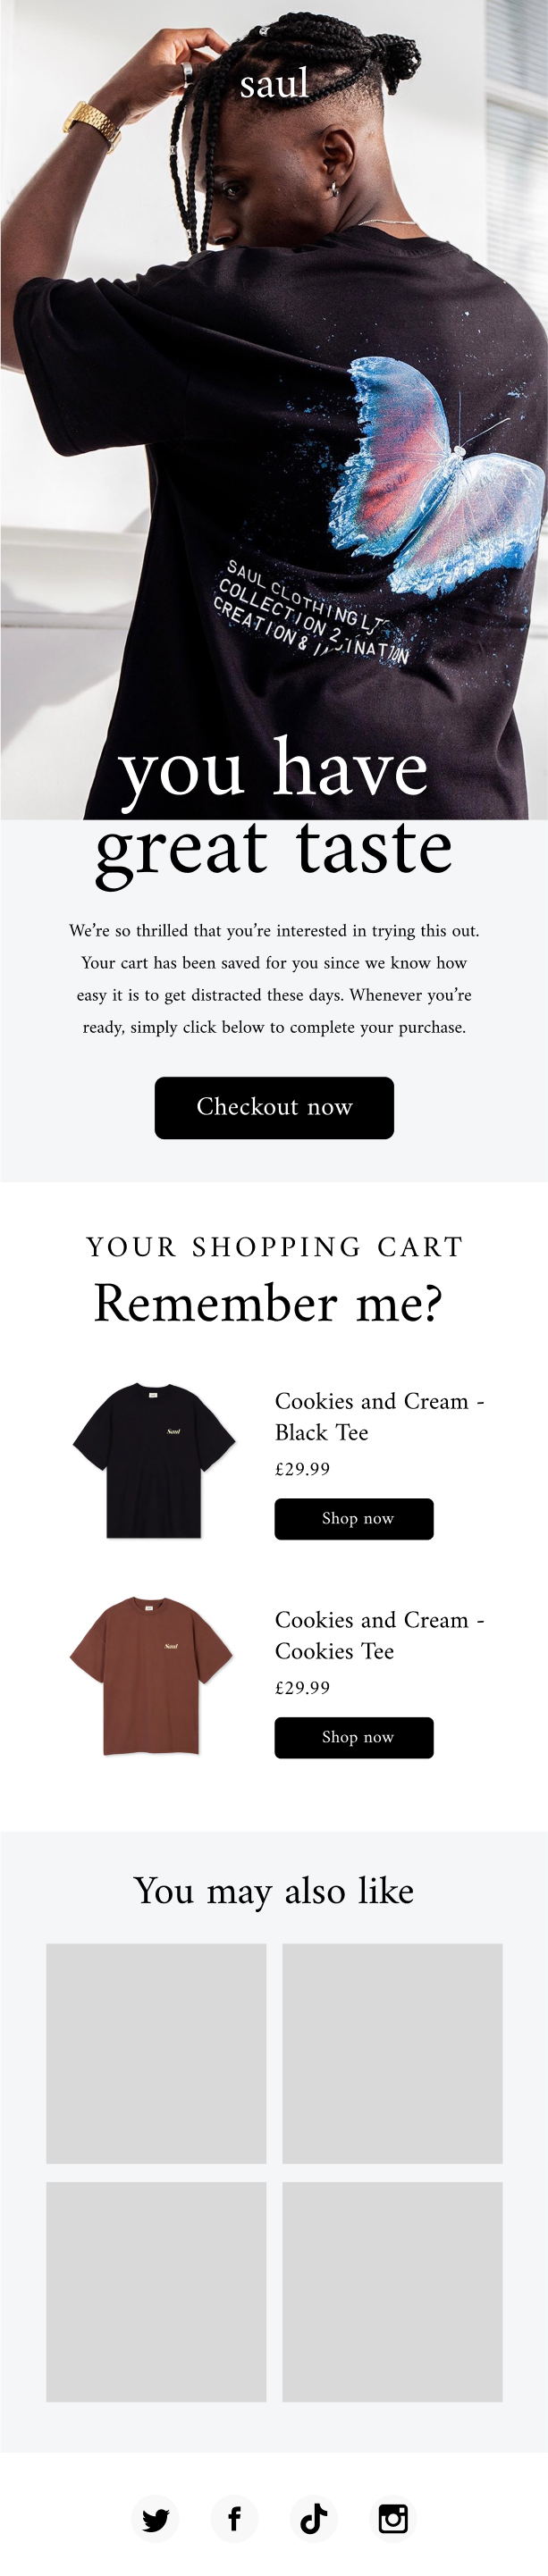 saul
SAUL CLOTHING
COLLECTION 2
CREATION &
you have
great taste
We’re so thrilled that you’re interested in trying this out.
Your cart has been saved for you since we know how
easy it is to get distracted these days. Whenever you’re
ready, simply click below to complete your purchase.
Checkout now
YOUR SHOPPING CART
Remember me?
Saul
Cookies and Cream -
Black Tee
£29.99
Shop now
Saul
Cookies and Cream -
Cookies Tee
£29.99
Shop now
You may also like